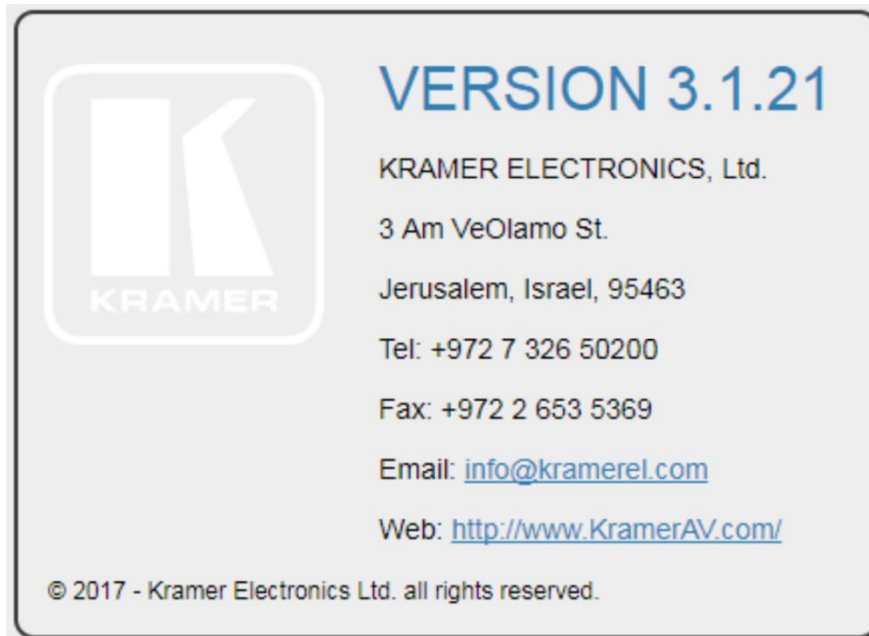 KRAMER
VERSION 3.1.21
KRAMER ELECTRONICS, Ltd.
3 Am VeOlamo St.
Jerusalem, Israel, 95463
Tel: +972 7 326 50200
Fax: +972 2 653 5369
Email: info@kramerel.com
Web: http://www.KramerAV.com/
© 2017 - Kramer Electronics Ltd. all rights reserved.